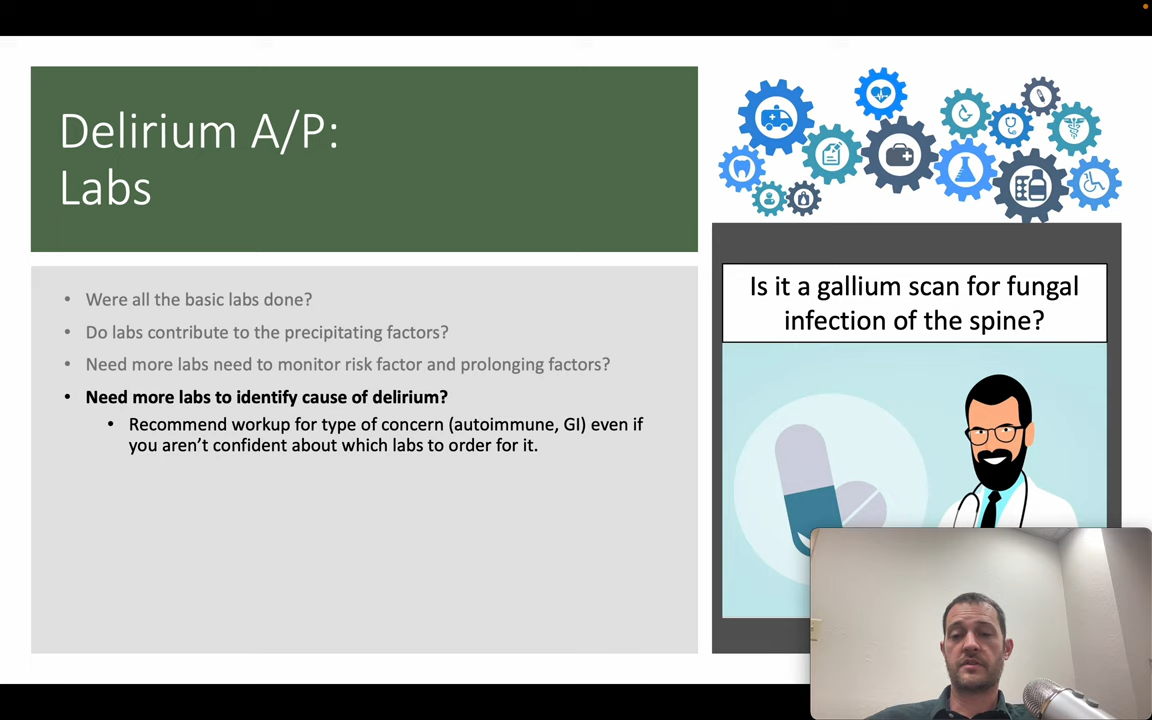 Delirium A/P:
Labs
• Were all the basic labs done?
• Do labs contribute to the precipitating factors?
• Need more labs need to monitor risk factor and prolonging factors?
• Need more labs to identify cause of delirium?
• Recommend workup for type of concern (autoimmune, GI) even if
you aren't confident about which labs to order for it.
Is it a gallium scan for fungal
infection of the spine?